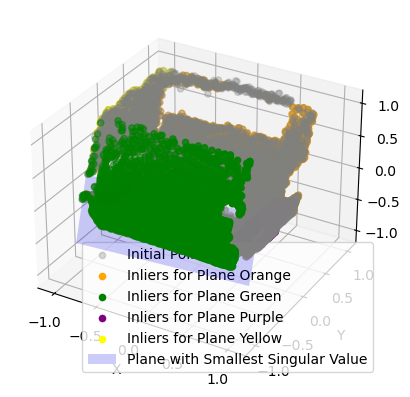 1.0
0.5
0.0
−0.5
−1.0
Initial
Inliers for Plane Orange
Inliers for Plane Green
Inliers for Plane Purple
Inliers for Plane Yellow
Plane with Smallest Singular Value
1.0
0.5
0.0
−0.5
−1.0
Y
−1.0
0.0
0.5
1.0
X